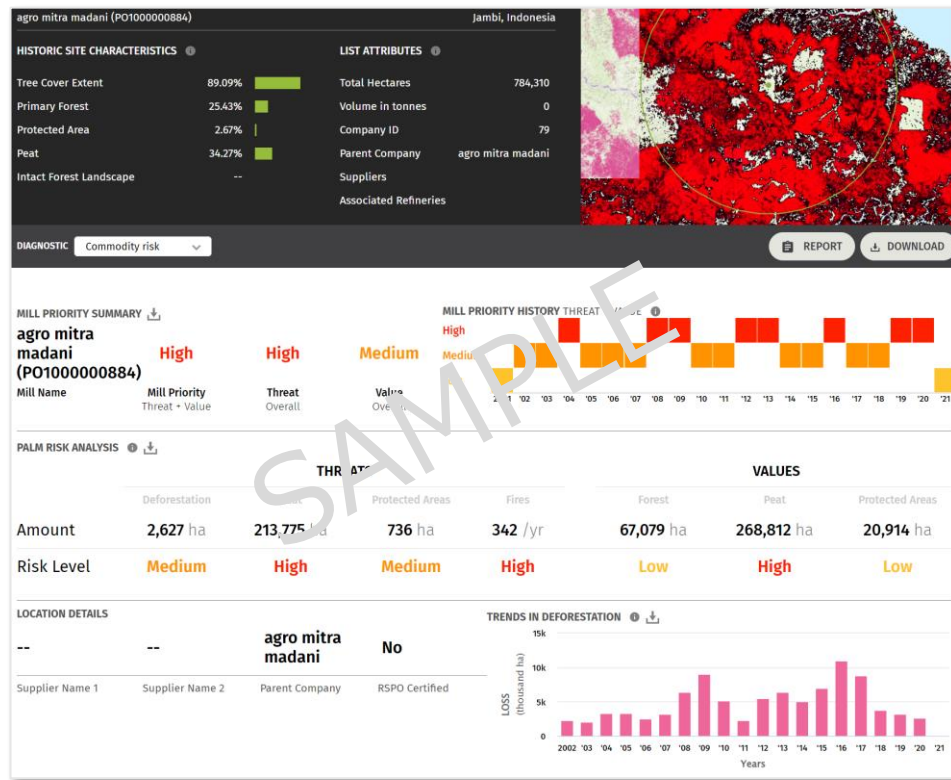 agro mitra madani (PO1000000884) Jambi, Indonesia
HISTORIC SITE CHARACTERISTICS LIST ATTRIBUTES
Tree Cover Extent 89.09% Total Hectares 784,310
Primary Forest 25.43% Volume in tonnes 0
Protected Area 2.67% Company ID 79
Peat 34.27% Parent Company agro mitra madani
Intact Forest Landscape -- Suppliers
Associated Refineries
DIAGNOSTIC Commodity risk REPORT DOWNLOAD
MILL PRIORITY SUMMARY MILL PRIORITY HISTORY THREAT
agro mitra
madani
(PO1000000884)
High High Medium
Mill Name Mill Priority Threat Value
Threat + Value Overall
High
Medium
'02 '03 '04 '05 '06 '07 '08 '09 '10 '11 '12 '13 '14 '15 '16 '17 '18 '19 '20 '21
SAMPLE
PALM RISK ANALYSIS
THREATS VALUES
Deforestation Protected Areas Fires Forest Peat Protected Areas
Amount 2,627 ha 213,775 ha 736 ha 342 /yr 67,079 ha 268,812 ha 20,914 ha
Risk Level Medium High Medium High Low High Low
LOCATION DETAILS
-- -- agro mitra madani No
Supplier Name 1 Supplier Name 2 Parent Company RSPO Certified
TRENDS IN DEFORESTATION
15k
10k
5k
0
LOSS
(thousand ha)
2002 '03 '04 '05 '06 '07 '08 '09 '10 '11 '12 '13 '14 '15 '16 '17 '18 '19 '20 '21
Years